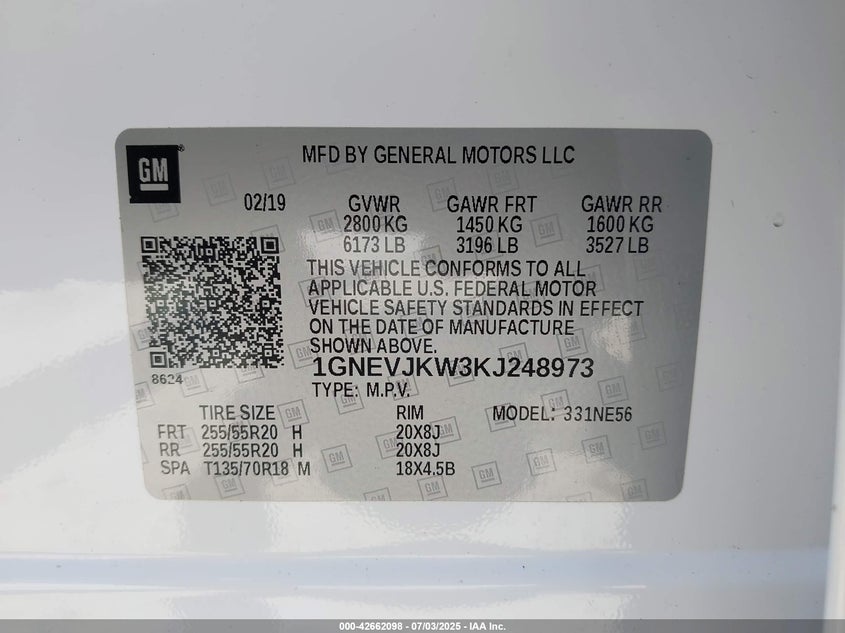 GM
MFD BY GENERAL MOTORS LLC
02/19 GVWR GAWR FRT GAWR RR
2800 KG 1450 KG 1600 KG
6173 LB 3196 LB 3527 LB
THIS VEHICLE CONFORMS TO ALL
APPLICABLE U.S. FEDERAL MOTOR
VEHICLE SAFETY STANDARDS IN EFFECT
ON THE DATE OF MANUFACTURE
SHOWN ABOVE.
1GNEVJKW3KJ248973
8624
TYPE: M.P.V.
TIRE SIZE RIM MODEL: 331NE56
FRT 255/55R20 H 20X8J
RR 255/55R20 H 20X8J
SPA T135/70R18 M 18X4.5B
000-42662098 - 07/03/2025 - IAA Inc.